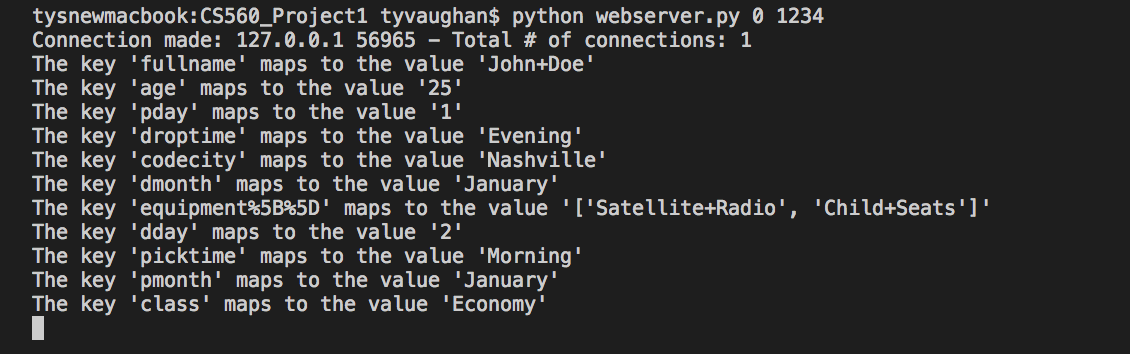 tysnewmacbook:CS560_Project1 tyvaughan$ python webserver.py 0 1234
Connection made: 127.0.0.1 56965 – Total # of connections: 1
The key 'fullname' maps to the value 'John+Doe'
The key 'age' maps to the value '25'
The key 'pday' maps to the value '1'
The key 'droptime' maps to the value 'Evening'
The key 'codecity' maps to the value 'Nashville'
The key 'dmonth' maps to the value 'January'
The key 'equipment%5B%5D' maps to the value '['Satellite+Radio', 'Child+Seats']'
The key 'dday' maps to the value '2'
The key 'picktime' maps to the value 'Morning'
The key 'pmonth' maps to the value 'January'
The key 'class' maps to the value 'Economy'